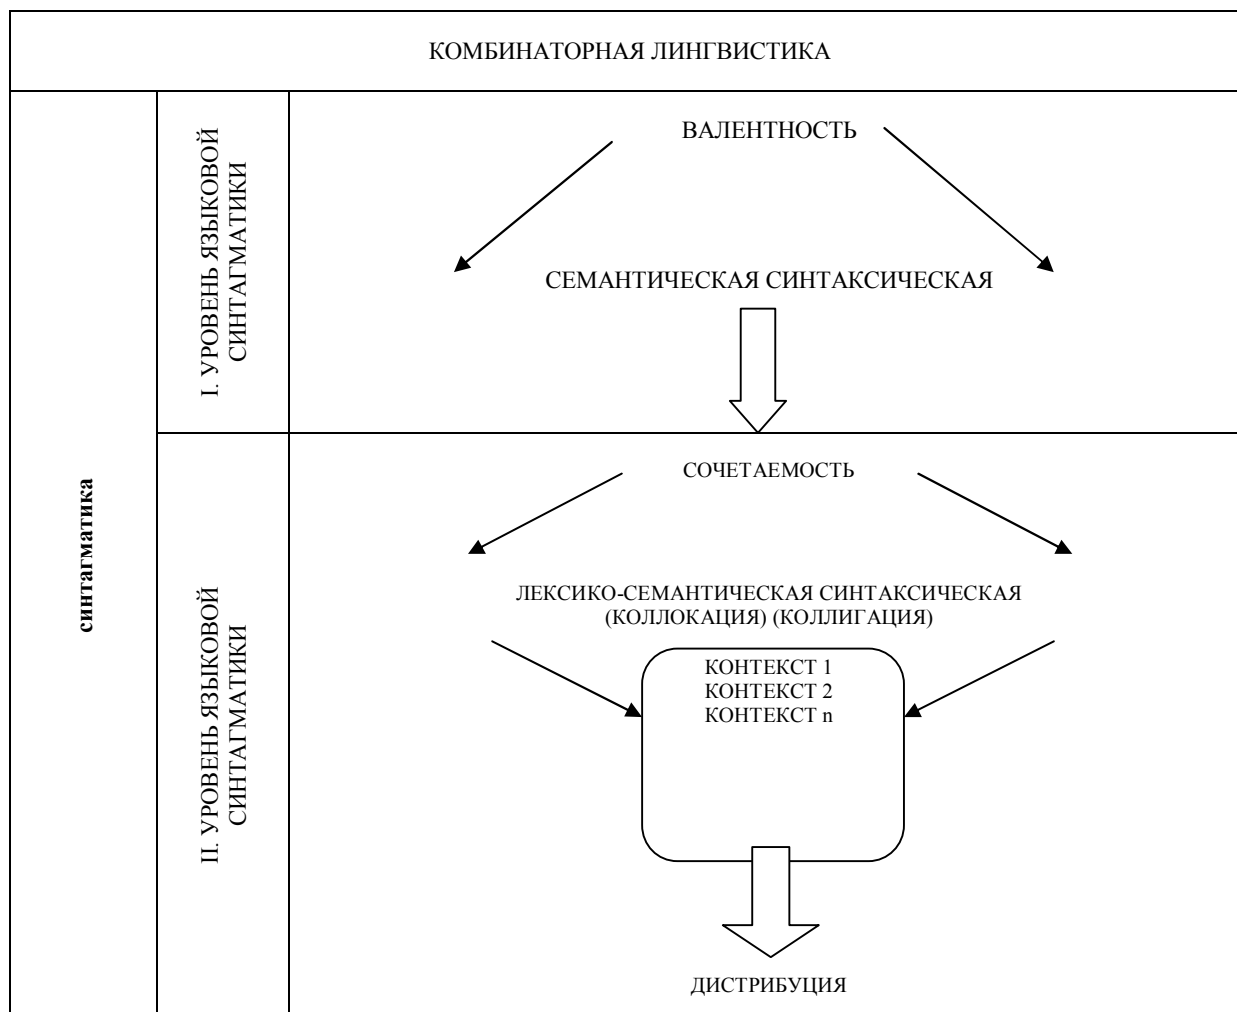 КОМБИНАТОРНАЯ ЛИНГВИСТИКА
синтагматика
I. УРОВЕНЬ ЯЗЫКОВОЙ
СИНТАГМАТИКИ
ВАЛЕНТНОСТЬ
СЕМАНТИЧЕСКАЯ СИНТАКСИЧЕСКАЯ
II. УРОВЕНЬ ЯЗЫКОВОЙ
СИНТАГМАТИКИ
СОЧЕТАЕМОСТЬ
ЛЕКСИКО-СЕМАНТИЧЕСКАЯ СИНТАКСИЧЕСКАЯ
(КОЛЛОКАЦИЯ) (КОЛЛИГАЦИЯ)
КОНТЕКСТ 1
КОНТЕКСТ 2
КОНТЕКСТ n
ДИСТРИБУЦИЯ